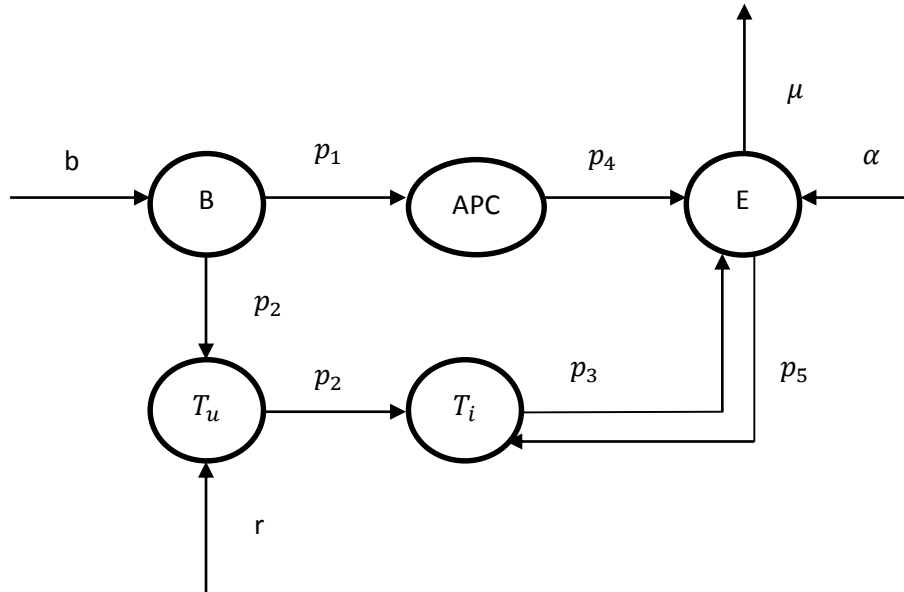 μ
b
p₁
p₄
α
B
APC
E
p₂
p₂
p₃
p₅
Tᵤ
Tᵢ
r